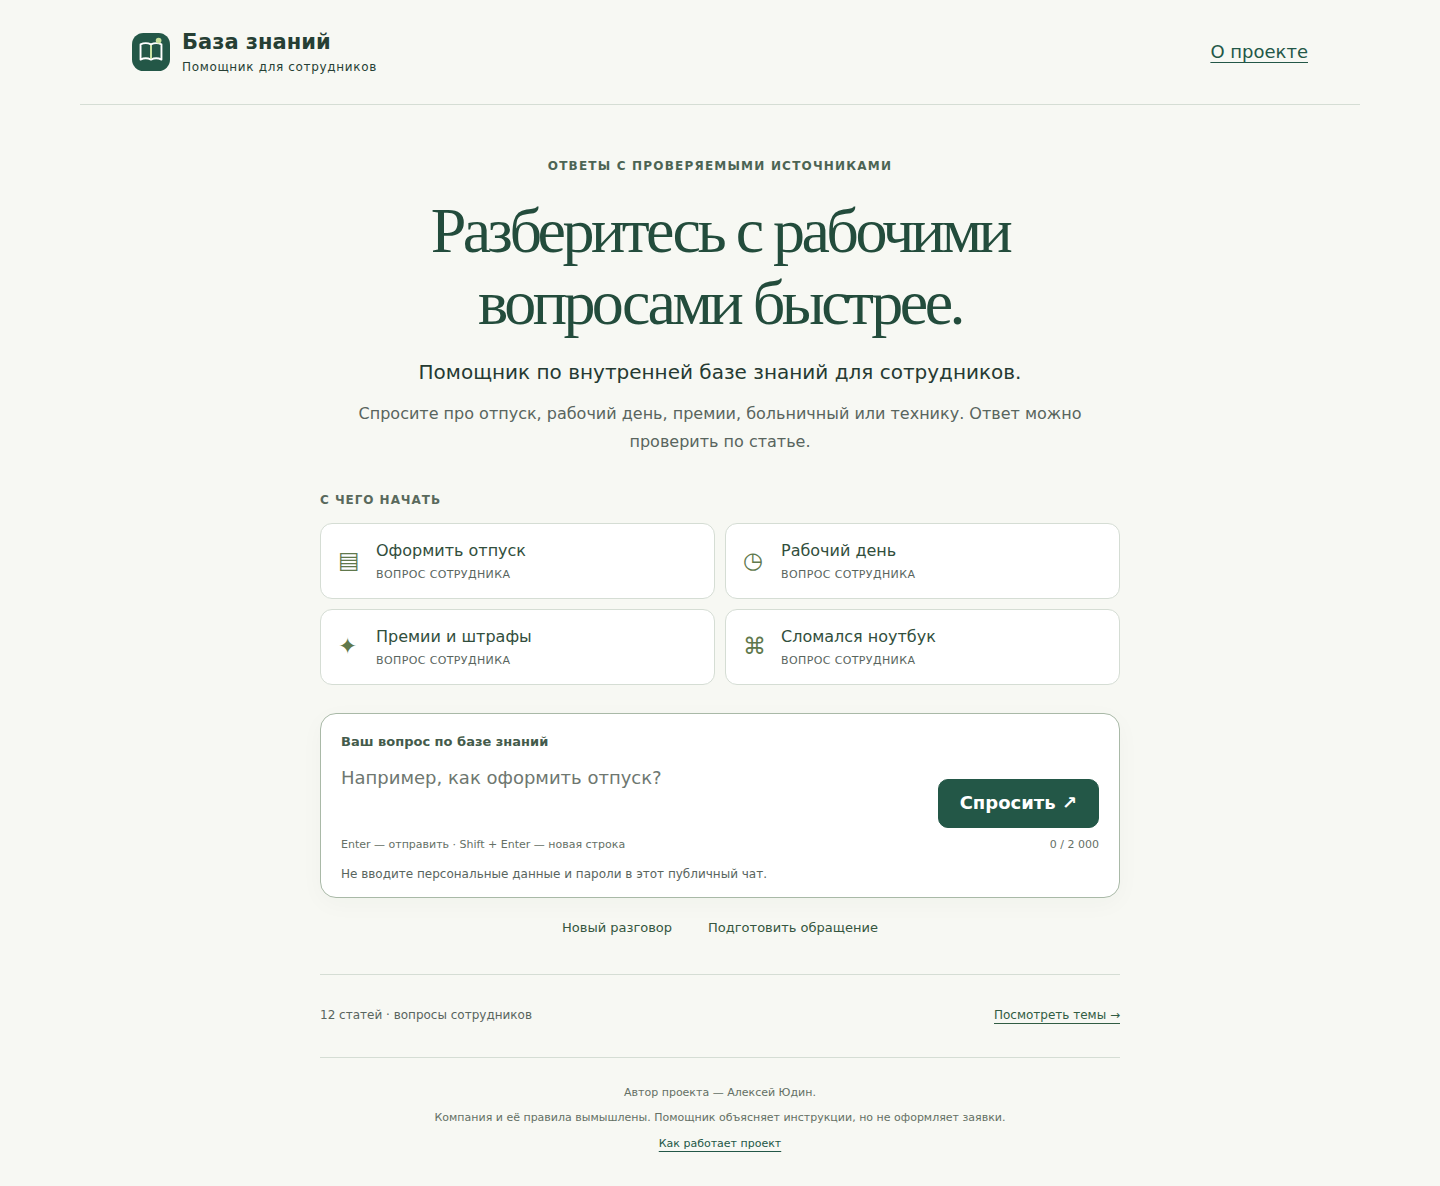 База знаний
Помощник для сотрудников
О проекте
ОТВЕТЫ С ПРОВЕРЯЕМЫМИ ИСТОЧНИКАМИ
Разберитесь с рабочими
вопросами быстрее.
Помощник по внутренней базе знаний для сотрудников.
Спросите про отпуск, рабочий день, премии, больничный или технику. Ответ можно
проверить по статье.
С ЧЕГО НАЧАТЬ
Оформить отпуск
ВОПРОС СОТРУДНИКА
Рабочий день
ВОПРОС СОТРУДНИКА
Премии и штрафы
ВОПРОС СОТРУДНИКА
Сломался ноутбук
ВОПРОС СОТРУДНИКА
Ваш вопрос по базе знаний
Например, как оформить отпуск?
Спросить ↗
Enter — отправить · Shift + Enter — новая строка
0 / 2 000
Не вводите персональные данные и пароли в этот публичный чат.
Новый разговор
Подготовить обращение
12 статей · вопросы сотрудников
Посмотреть темы →
Автор проекта — Алексей Юдин.
Компания и её правила вымышлены. Помощник объясняет инструкции, но не оформляет заявки.
Как работает проект